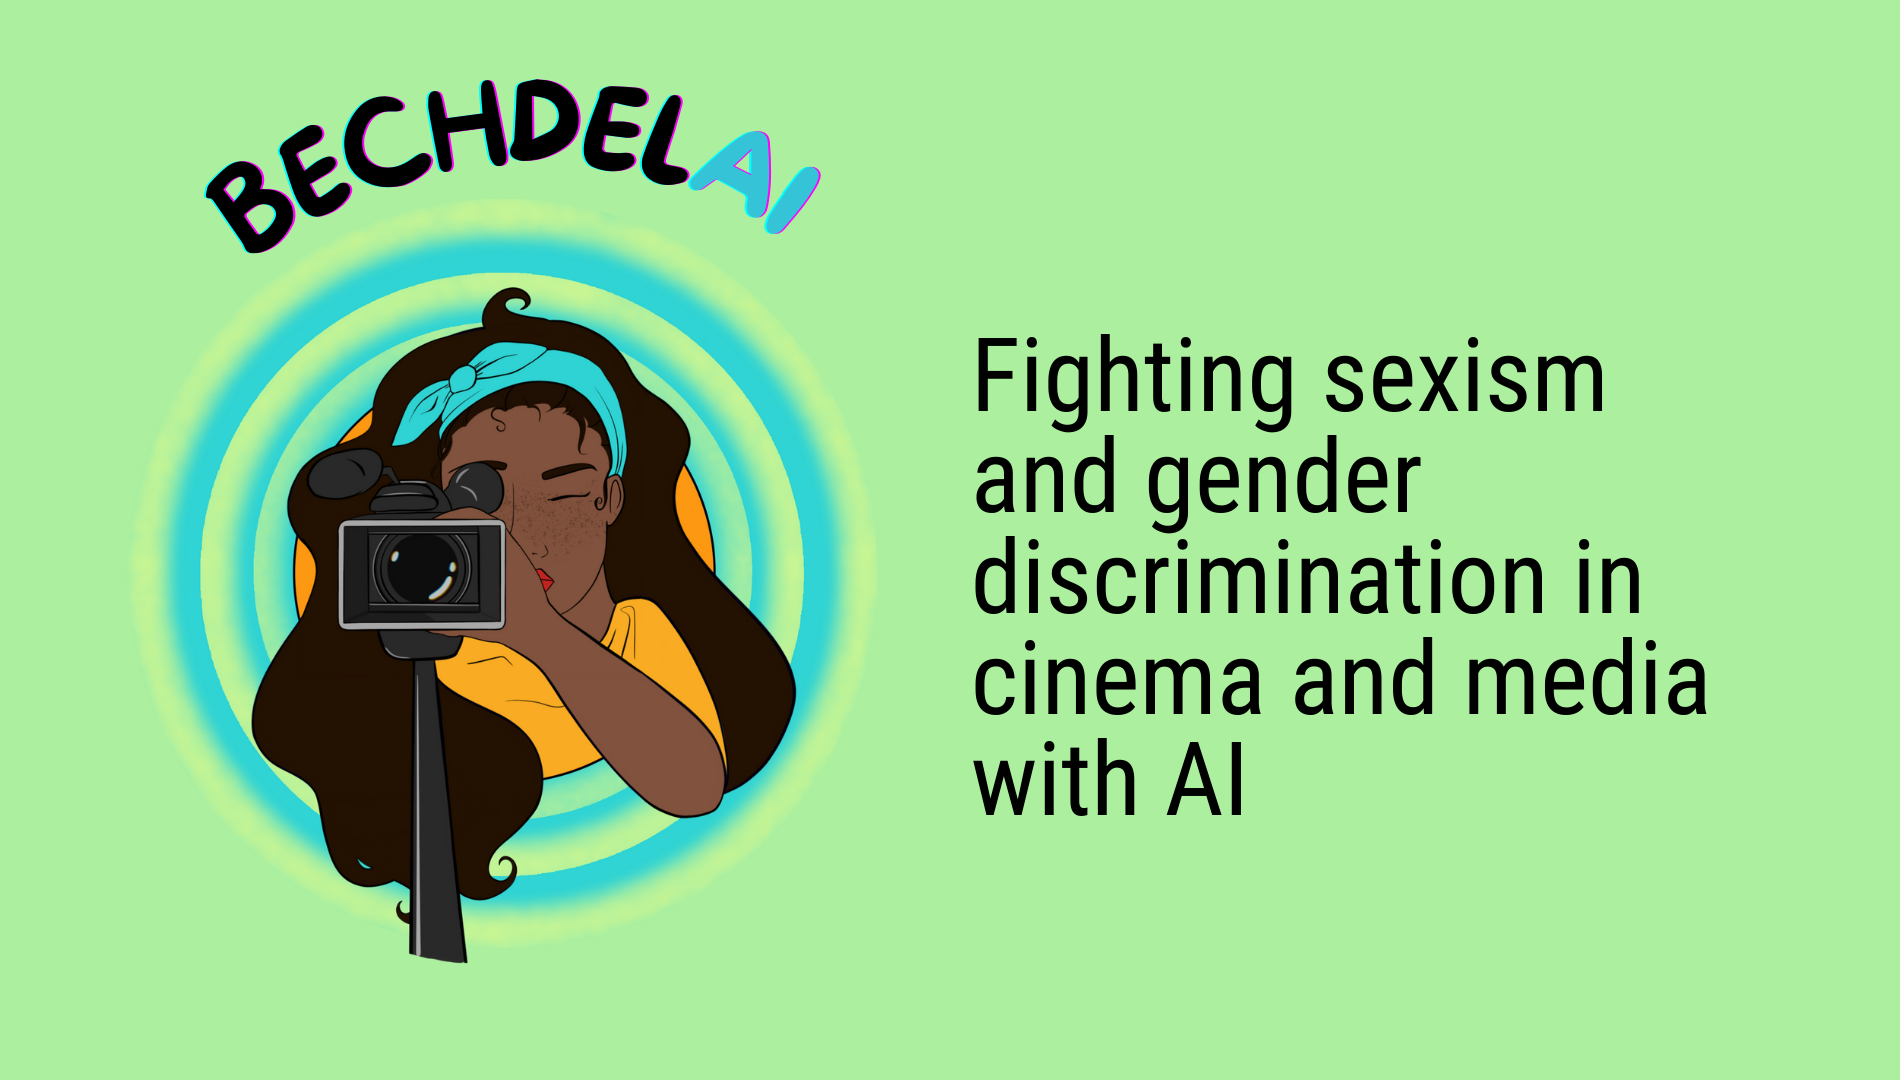 BECHDELAI
Fighting sexism
and gender
discrimination in
cinema and media
with AI